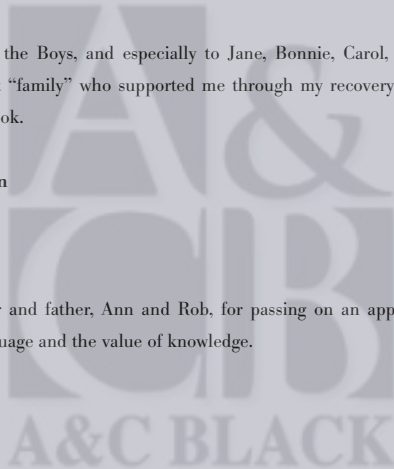 the Boys, and especially to Jane, Bonnie, Carol,
“family” who supported me through my recovery
ok.
n
and father, Ann and Rob, for passing on an app
uage and the value of knowledge.
A&
CB
A&C BLACK